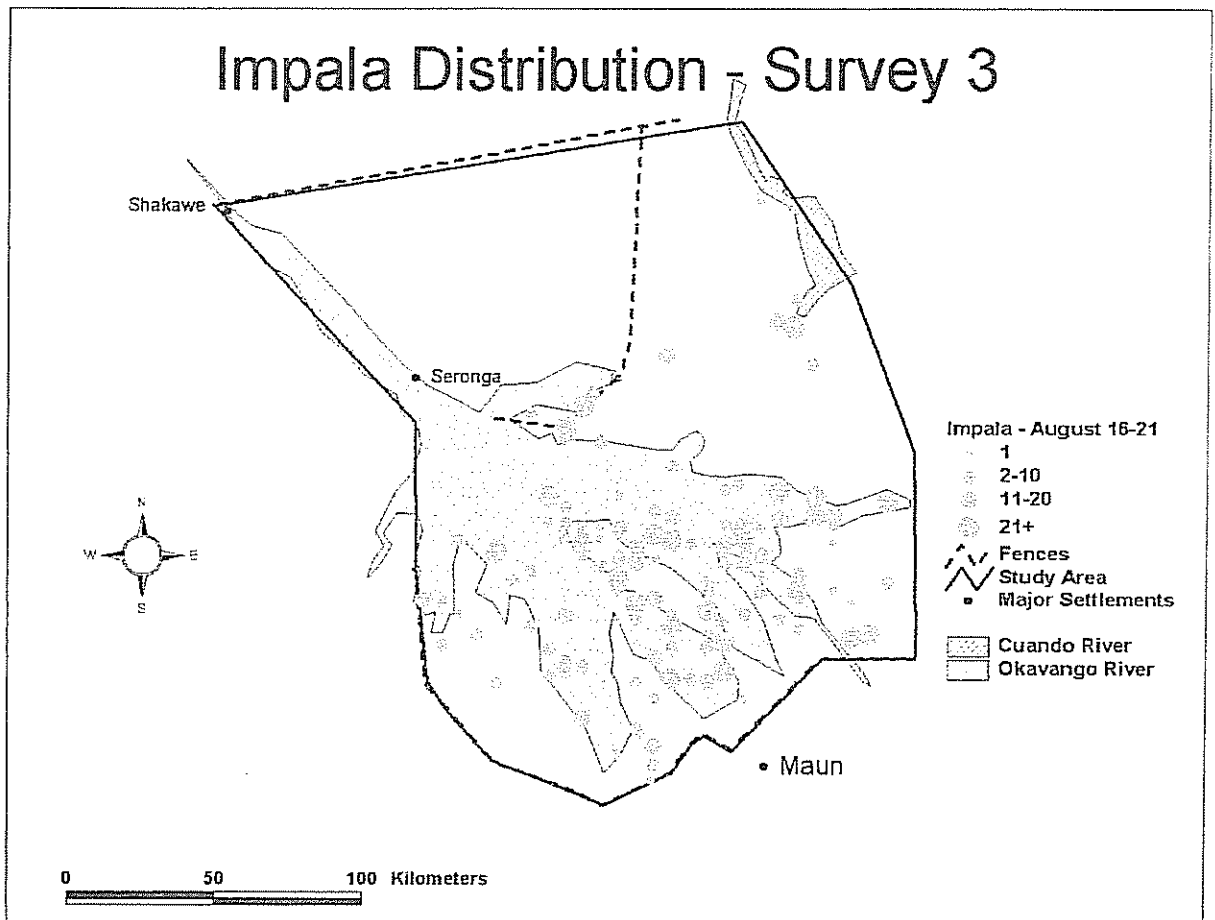 Impala Distribution - Survey 3
Shakawe
Seronga
Impala - August 16-21
1
2-10
11-20
21+
Fences
Study Area
Major Settlements
Cuando River
Okavango River
N
W E
S
Maun
0 50 100 Kilometers